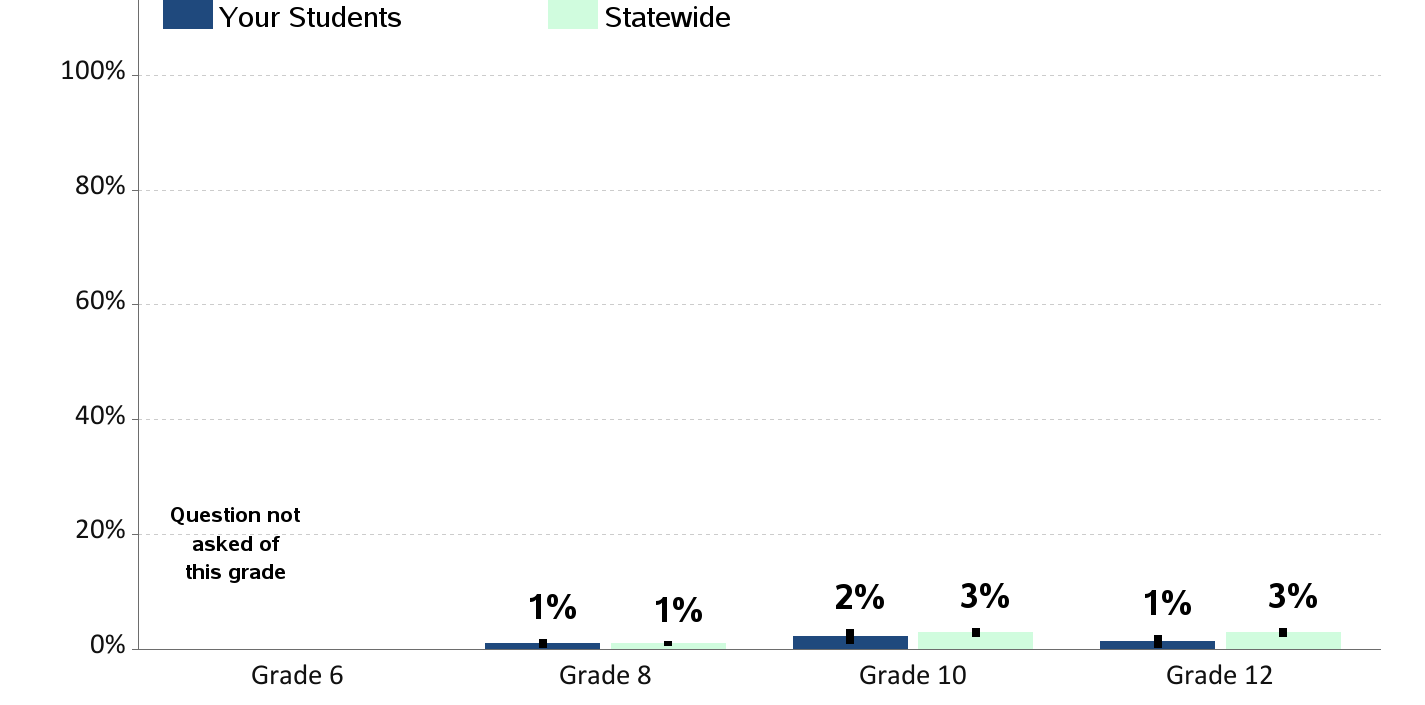 Your Students
Statewide
100%
80%
60%
40%
20%
0%
Question not
asked of
this grade
1%
1%
2%
3%
1%
3%
Grade 6
Grade 8
Grade 10
Grade 12